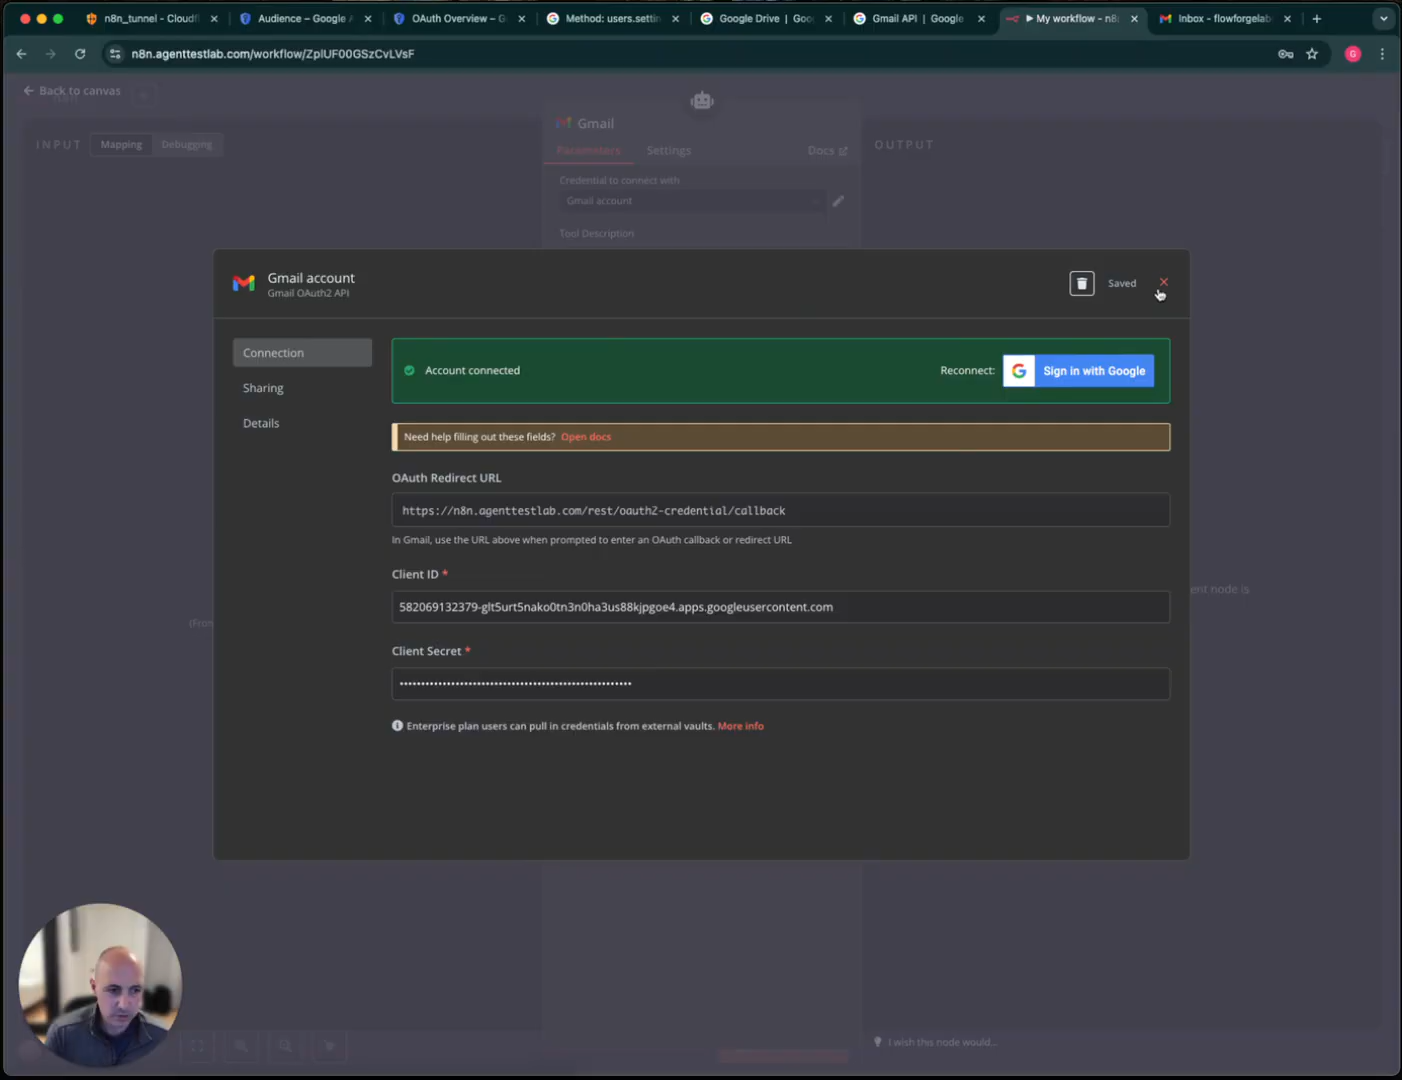 n8n_tunnel - Cloudfl
Audience – Google A
OAuth Overview – G
Method: users.settin
Google Drive | Goog
Gmail API | Google
My workflow - n8
Inbox - flowforgelab
n8n.agenttestlab.com/workflow/ZplUF00GSzCvLVsF
G
Back to canvas
Gmail
INPUT
Mapping
Debugging
OUTPUT
Parameters
Settings
Docs
Credential to connect with
Gmail account
Tool Description
Gmail account
Gmail OAuth2 API
Saved
Connection
Sharing
Details
Account connected
Reconnect:
Sign in with Google
Need help filling out these fields? Open docs
OAuth Redirect URL
https://n8n.agenttestlab.com/rest/oauth2-credential/callback
In Gmail, use the URL above when prompted to enter an OAuth callback or redirect URL
ent node is
Client ID *
582069132379-glt5urt5nako0tn3n0ha3us88kjpgoe4.apps.googleusercontent.com
(Fron
Client Secret *
••••••••••••••••••••••••••••••••••••••••••••••••••••••
Enterprise plan users can pull in credentials from external vaults. More info
I wish this node would...